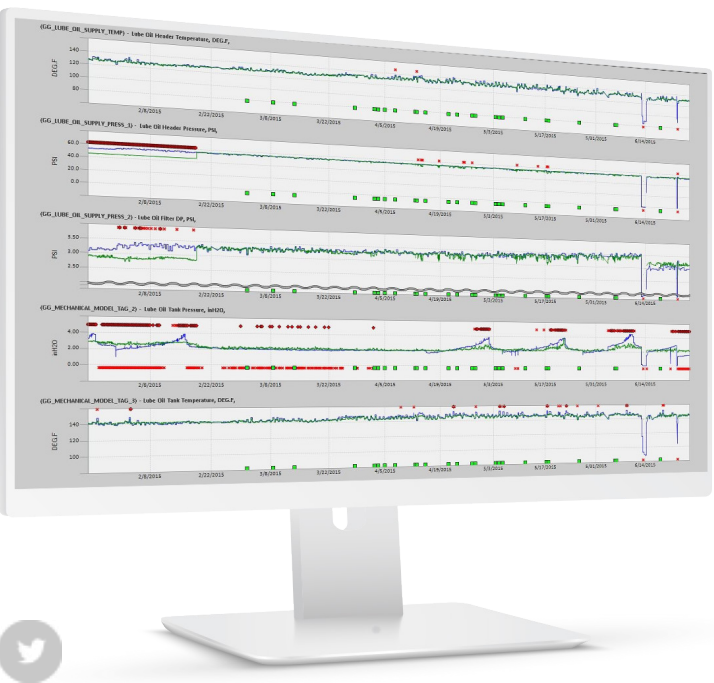 (GG_LUBE_OIL_SUPPLY_TEMP) - Lube Oil Header Temperature, DEG.F,
140
120
100
80
DEG.F
2/8/2015 2/22/2015 3/8/2015 3/22/2015 4/5/2015 4/19/2015 5/3/2015 5/17/2015 5/31/2015 6/14/2015
(GG_LUBE_OIL_SUPPLY_PRESS_1) - Lube Oil Header Pressure, PSI,
60.0
40.0
20.0
0.0
PSI
2/8/2015 2/22/2015 3/8/2015 3/22/2015 4/5/2015 4/19/2015 5/3/2015 5/17/2015 5/31/2015 6/14/2015
(GG_LUBE_OIL_SUPPLY_PRESS_2) - Lube Oil Filter DP, PSI,
3.00
2.50
PSI
2/8/2015 2/22/2015 3/8/2015 3/22/2015 4/5/2015 4/19/2015 5/3/2015 5/17/2015 5/31/2015 6/14/2015
(GG_MECHANICAL_MODEL_TAG_2) - Lube Oil Tank Pressure, inH2O,
4.00
2.00
0.00
inH2O
2/8/2015 2/22/2015 3/8/2015 3/22/2015 4/5/2015 4/19/2015 5/3/2015 5/17/2015 5/31/2015 6/14/2015
(GG_MECHANICAL_MODEL_TAG_3) - Lube Oil Tank Temperature, DEG.F,
140
120
100
DEG.F
2/8/2015 2/22/2015 3/8/2015 3/22/2015 4/5/2015 4/19/2015 5/3/2015 5/17/2015 5/31/2015 6/14/2015